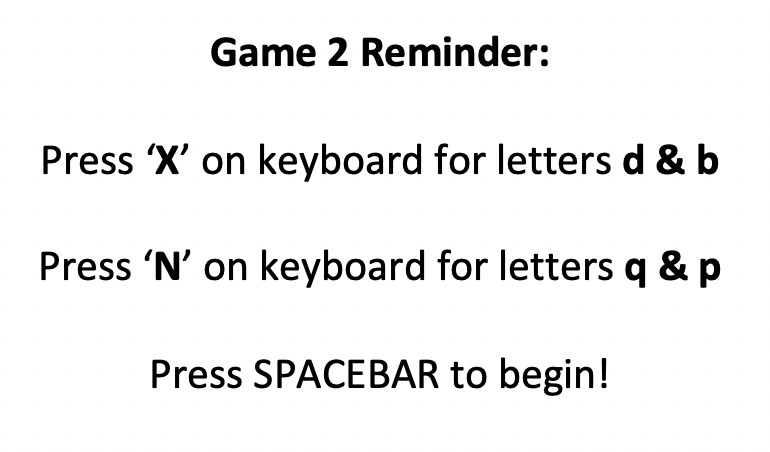 Game 2 Reminder:
Press ‘X’ on keyboard for letters d & b
Press ‘N’ on keyboard for letters q & p
Press SPACEBAR to begin!